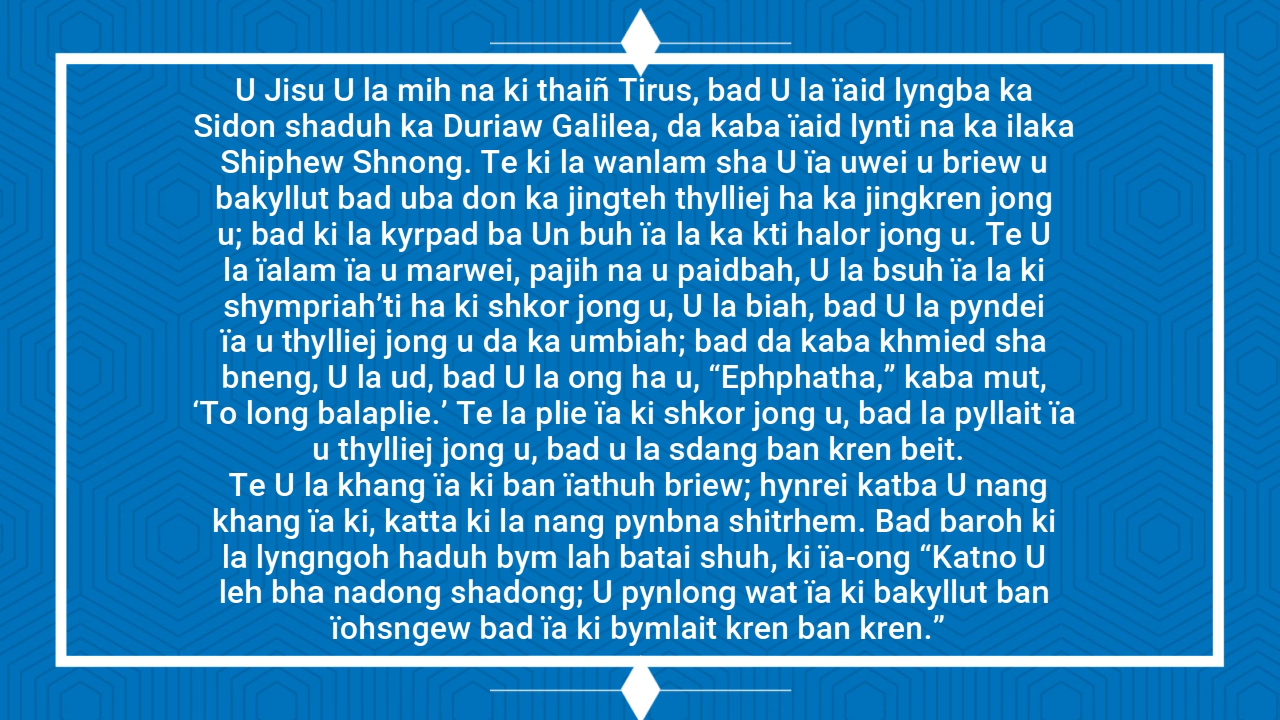 U Jisu U la mih na ki thaiñ Tirus, bad U la ïaid lyngba ka
Sidon shaduh ka Duriaw Galilea, da kaba ïaid lynti na ka ilaka
Shiphew Shnong. Te ki la wanlam sha U ïa uwei u briew u
bakyllut bad uba don ka jingteh thylliej ha ka jingkren jong
u; bad ki la kyrpad ba Un buh ïa la ka kti halor jong u. Te U
la ïalam ïa u marwei, pajih na u paidbah, U la bsuh ïa la ki
shympriah’ti ha ki shkor jong u, U la biah, bad U la pyndei
ïa u thylliej jong u da ka umbiah; bad da kaba khmied sha
bneng, U la ud, bad U la ong ha u, “Ephphatha,” kaba mut,
‘To long balaplie.’ Te la plie ïa ki shkor jong u, bad la pyllait ïa
u thylliej jong u, bad u la sdang ban kren beit.
Te U la khang ïa ki ban ïathuh briew; hynrei katba U nang
khang ïa ki, katta ki la nang pynbna shitrhem. Bad baroh ki
la lyngngoh haduh bym lah batai shuh, ki ïa-ong “Katno U
leh bha nadong shadong; U pynlong wat ïa ki bakyllut ban
ïohsngew bad ïa ki bymlait kren ban kren.”